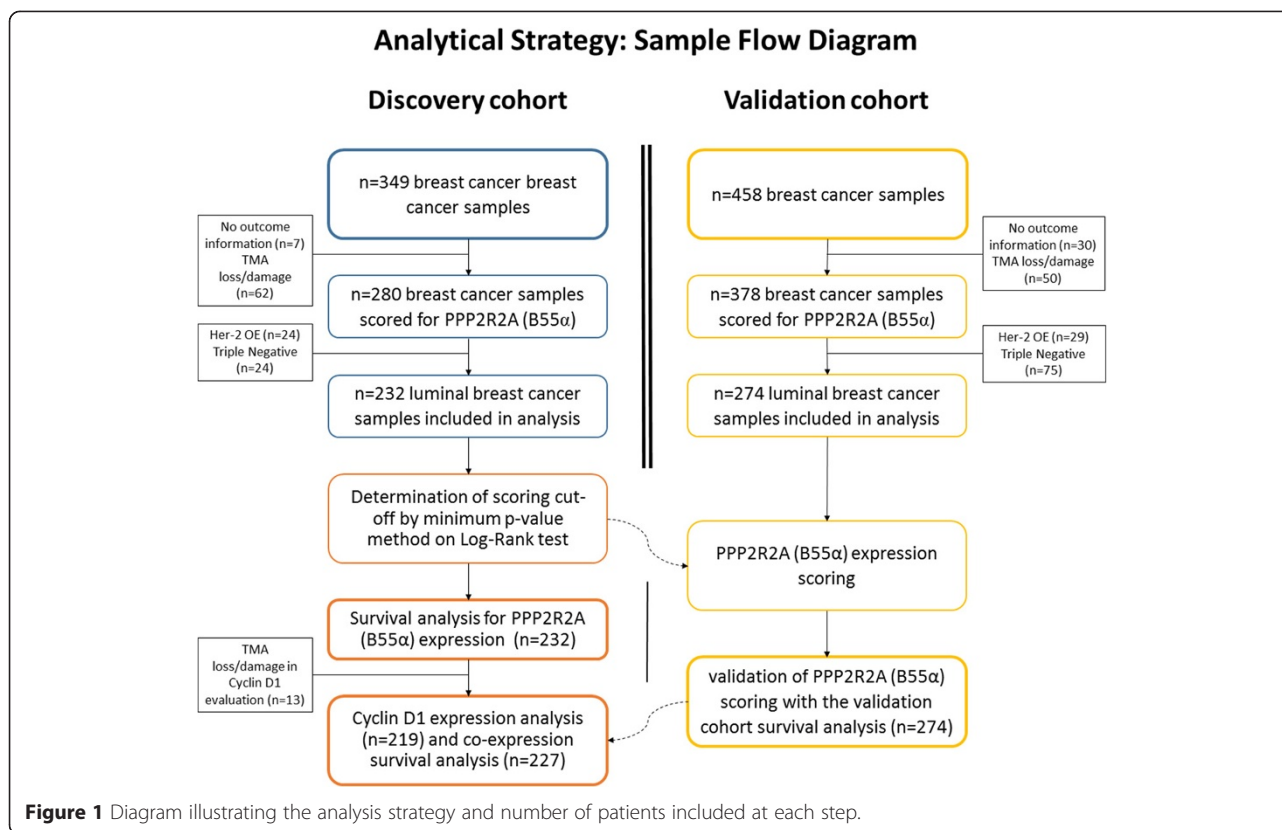 Analytical Strategy: Sample Flow Diagram
Discovery cohort
n=349 breast cancer breast
cancer samples
No outcome
information (n=7)
TMA
loss/damage
(n=62)
n=280 breast cancer samples
scored for PPP2R2A (B55α)
Her-2 OE (n=24)
Triple Negative
(n=24)
n=232 luminal breast cancer
samples included in analysis
Determination of scoring cut-
off by minimum p-value
method on Log-Rank test
Survival analysis for PPP2R2A
(B55α) expression (n=232)
TMA
loss/damage in
Cyclin D1
evaluation (n=13)
Cyclin D1 expression analysis
(n=219) and co-expression
survival analysis (n=227)
Validation cohort
n=458 breast cancer samples
No outcome
information (n=30)
TMA loss/damage
(n=50)
n=378 breast cancer samples
scored for PPP2R2A (B55α)
Her-2 OE (n=29)
Triple Negative
(n=75)
n=274 luminal breast cancer
samples included in analysis
PPP2R2A (B55α) expression
scoring
validation of PPP2R2A (B55α)
scoring with the validation
cohort survival analysis (n=274)
Figure 1 Diagram illustrating the analysis strategy and number of patients included at each step.